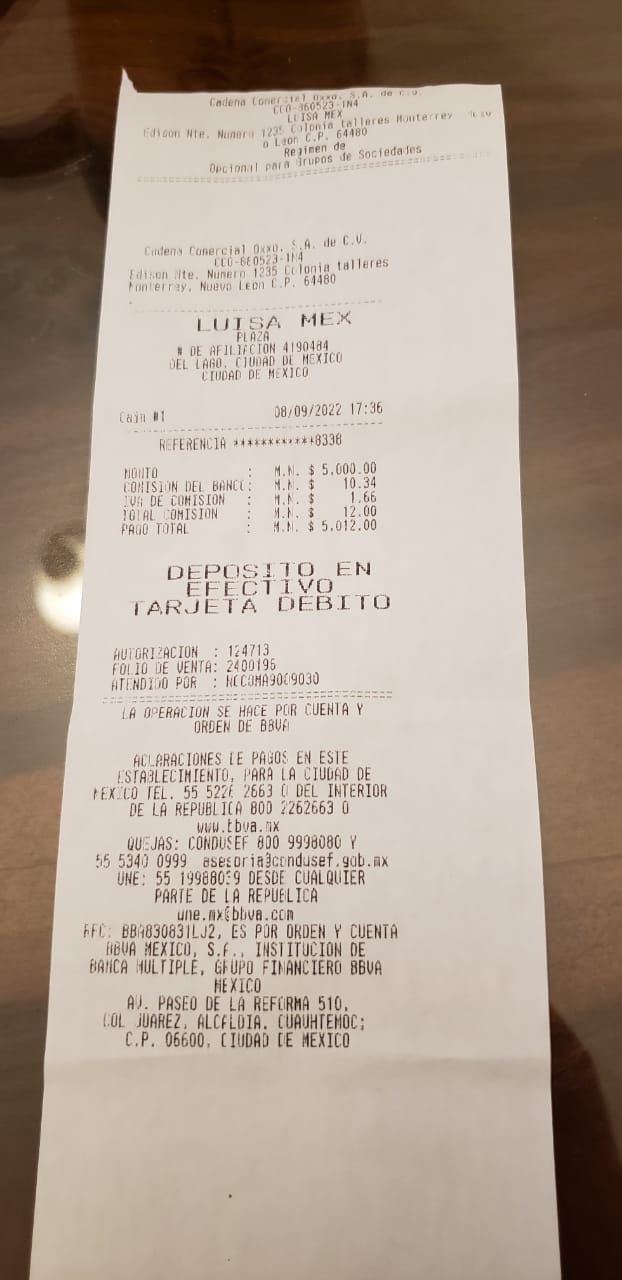 Cadena Comercial Oxxo, S.A. de C.V.
CCO-860523-1N4
LUISA MEX
Edison Nte. Numero 1235 Colonia talleres Monterrey Nuev
o Leon C.P. 64480
Regimen de
Opcional para Grupos de Sociedades
Cadena Comercial Oxxo, S.A. de C.V.
CCO-860523-1N4
Edison Nte. Numero 1235 Colonia talleres
Monterrey, Nuevo Leon C.P. 64480
LUISA MEX
PLAZA
# DE AFILIACION 4190484
DEL LAGO, CIUDAD DE MEXICO
CIUDAD DE MEXICO
Caja #1 08/09/2022 17:36
REFERENCIA ************8338
MONTO : M.N. $ 5,000.00
COMISION DEL BANCO: M.N. $ 10.34
IVA DE COMISION : M.N. $ 1.66
TOTAL COMISION : M.N. $ 12.00
PAGO TOTAL : M.N. $ 5,012.00
DEPOSITO EN
EFECTIVO
TARJETA DEBITO
AUTORIZACION : 124713
FOLIO DE VENTA: 2400196
ATENDIDO POR : NCCOMA9009030
LA OPERACION SE HACE POR CUENTA Y
ORDEN DE BBVA
ACLARACIONES DE PAGOS EN ESTE
ESTABLECIMIENTO, PARA LA CIUDAD DE
MEXICO TEL. 55 5226 2663 O DEL INTERIOR
DE LA REPUBLICA 800 2262663 O
www.bbva.mx
QUEJAS: CONDUSEF 800 9998080 Y
55 5340 0999 asesoria@condusef.gob.mx
UNE: 55 19988039 DESDE CUALQUIER
PARTE DE LA REPUBLICA
une.mx@bbva.com
RFC: BBA830831LJ2, ES POR ORDEN Y CUENTA
BBVA MEXICO, S.A., INSTITUCION DE
BANCA MULTIPLE, GRUPO FINANCIERO BBVA
MEXICO
AV. PASEO DE LA REFORMA 510,
COL JUAREZ, ALCALDIA. CUAUHTEMOC;
C.P. 06600, CIUDAD DE MEXICO